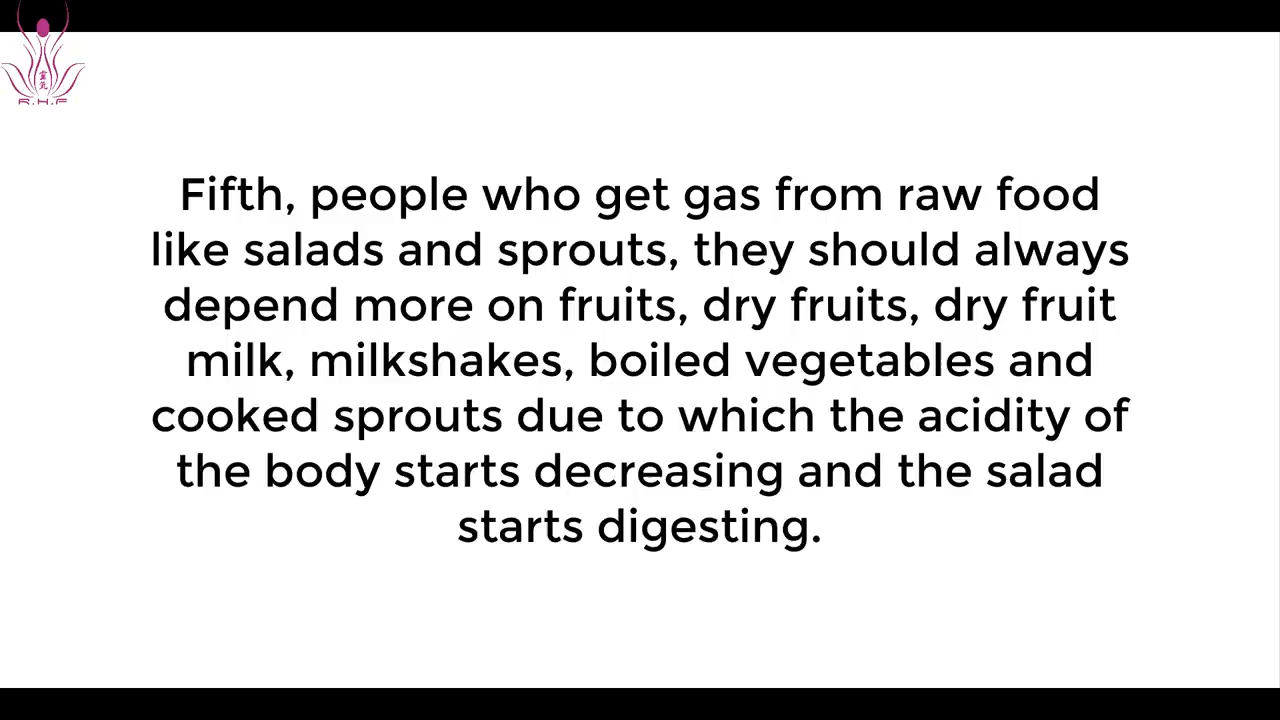 靈
氣
R.H.F
Fifth, people who get gas from raw food
like salads and sprouts, they should always
depend more on fruits, dry fruits, dry fruit
milk, milkshakes, boiled vegetables and
cooked sprouts due to which the acidity of
the body starts decreasing and the salad
starts digesting.